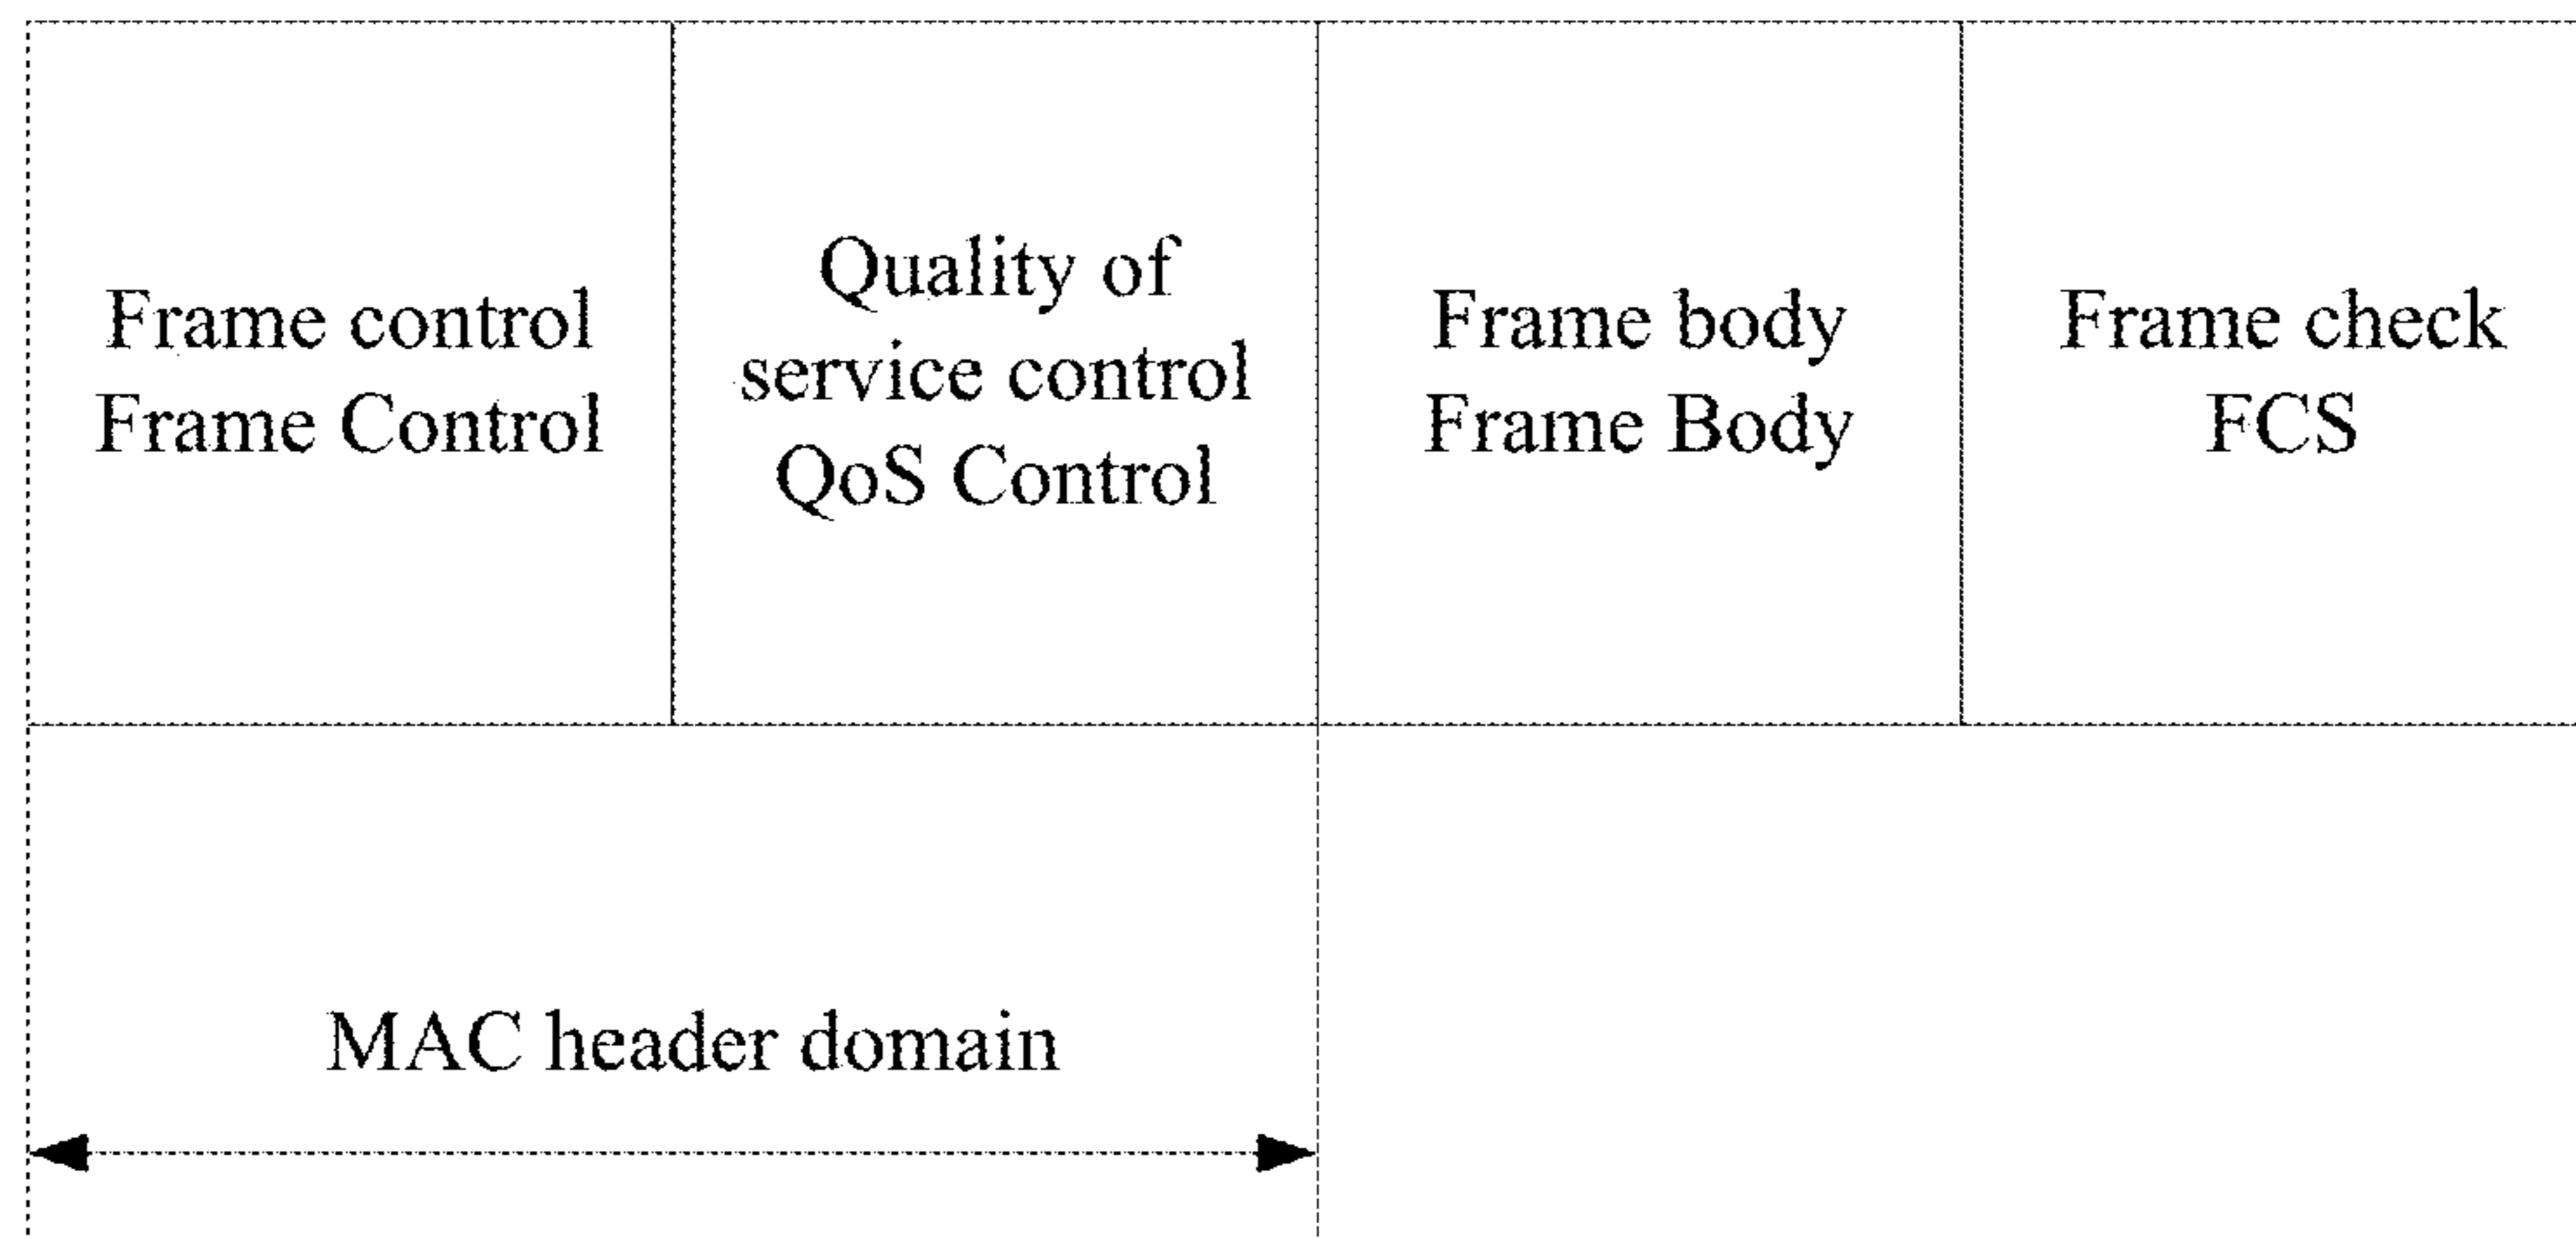 Frame control
Frame Control
Quality of
service control
QoS Control
Frame body
Frame Body
Frame check
FCS
MAC header domain